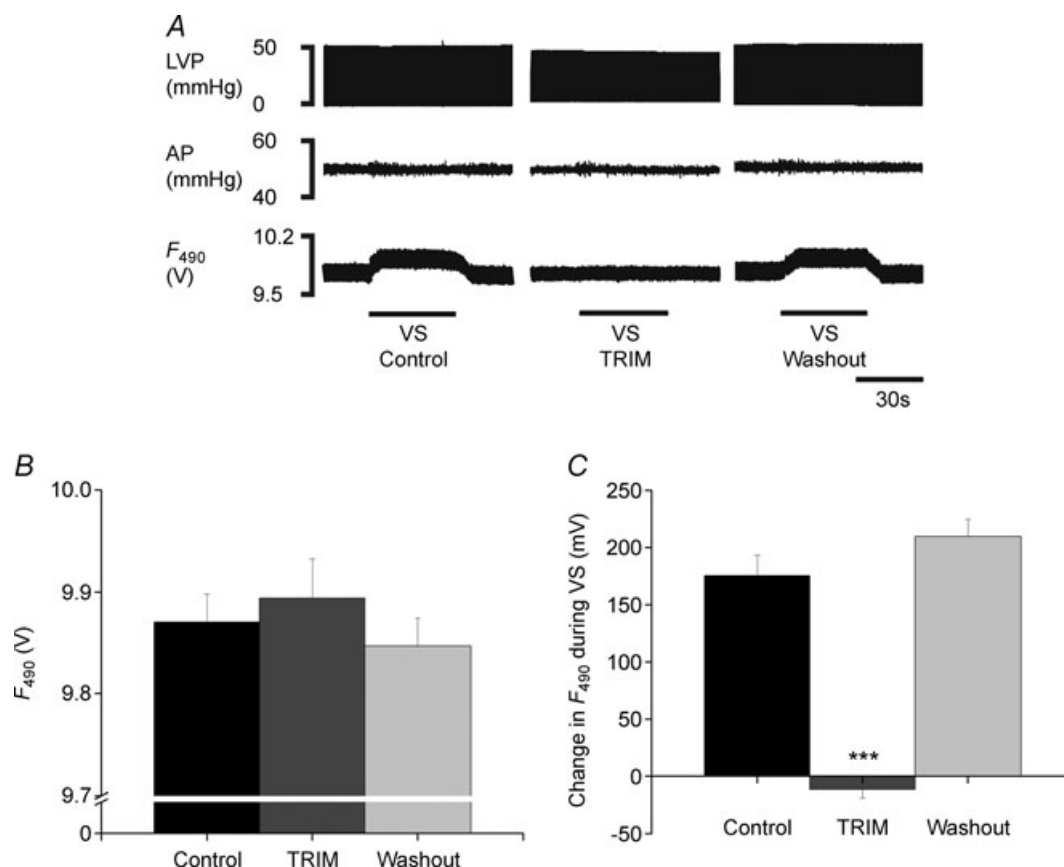 A
LVP
(mmHg)
50
0
AP
(mmHg)
60
40
F490
(V)
10.2
9.5
VS
Control
VS
TRIM
VS
Washout
30s
B
F490 (V)
10.0
9.9
9.8
9.7
0
Control TRIM Washout
C
Change in F490 during VS (mV)
250
200
150
100
50
0
-50
***
Control TRIM Washout